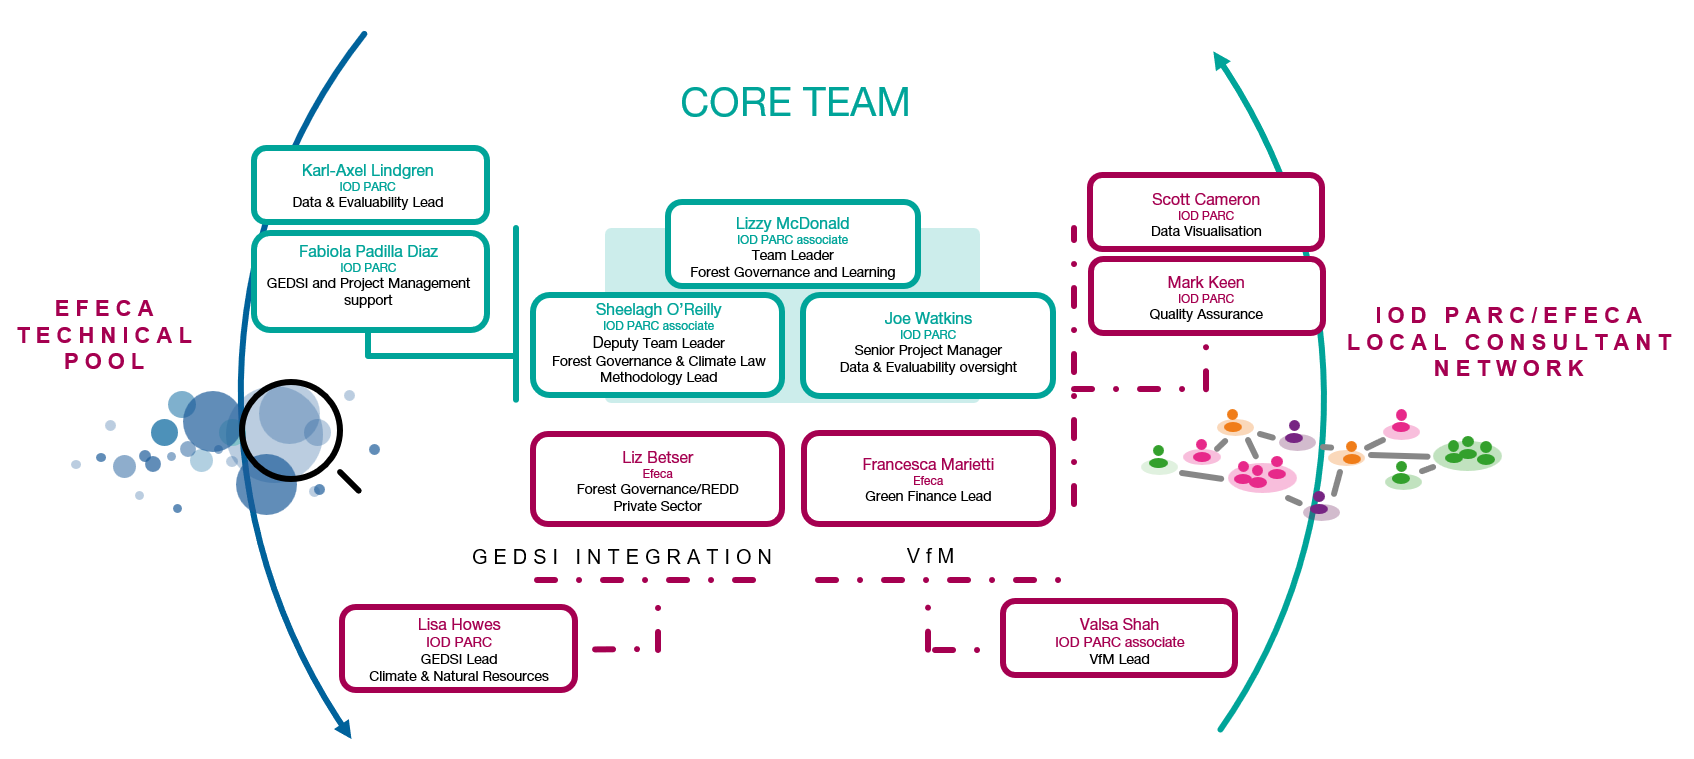 CORE TEAM
Karl-Axel Lindgren
IOD PARC
Data & Evaluability Lead
Fabiola Padilla Diaz
IOD PARC
GEDSI and Project Management
support
EFECA
TECHNICAL
POOL
Lizzy McDonald
IOD PARC associate
Team Leader
Forest Governance and Learning
Sheelagh O’Reilly
IOD PARC associate
Deputy Team Leader
Forest Governance & Climate Law
Methodology Lead
Joe Watkins
IOD PARC
Senior Project Manager
Data & Evaluability oversight
Scott Cameron
IOD PARC
Data Visualisation
Mark Keen
IOD PARC
Quality Assurance
IOD PARC/EFECA
LOCAL CONSULTANT
NETWORK
Liz Betser
Efeca
Forest Governance/REDD
Private Sector
Francesca Marietti
Efeca
Green Finance Lead
GEDSI INTEGRATION
VfM
Lisa Howes
IOD PARC
GEDSI Lead
Climate & Natural Resources
Valsa Shah
IOD PARC associate
VfM Lead